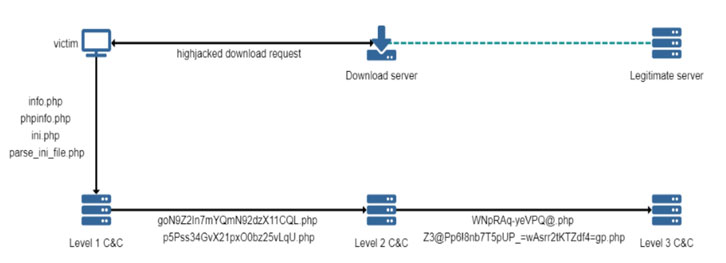 victim
highjacked download request
Download server
Legitimate server
info.php
phpinfo.php
ini.php
parse_ini_file.php
goN9Z2In7mYQmN92dzX11CQL.php
p5Pss34GvX21pxO0bz25vLqU.php
WNpRAq-yeVPQ@.php
Z3@Pp6I8nb7T5pUP_=wAsrr2tKTZdf4=gp.php
Level 1 C&C
Level 2 C&C
Level 3 C&C